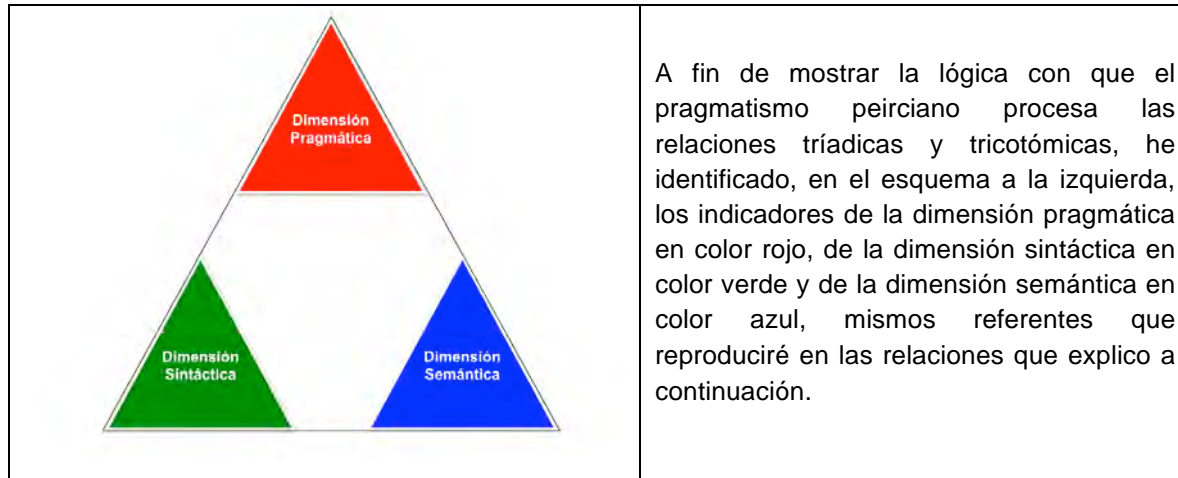 Dimensión
Pragmática
Dimensión
Sintáctica
Dimensión
Semántica
A fin de mostrar la lógica con que el
pragmatismo peirciano procesa las
relaciones tríadicas y tricotómicas, he
identificado, en el esquema a la izquierda,
los indicadores de la dimensión pragmática
en color rojo, de la dimensión sintáctica en
color verde y de la dimensión semántica en
color azul, mismos referentes que
reproduciré en las relaciones que explico a
continuación.